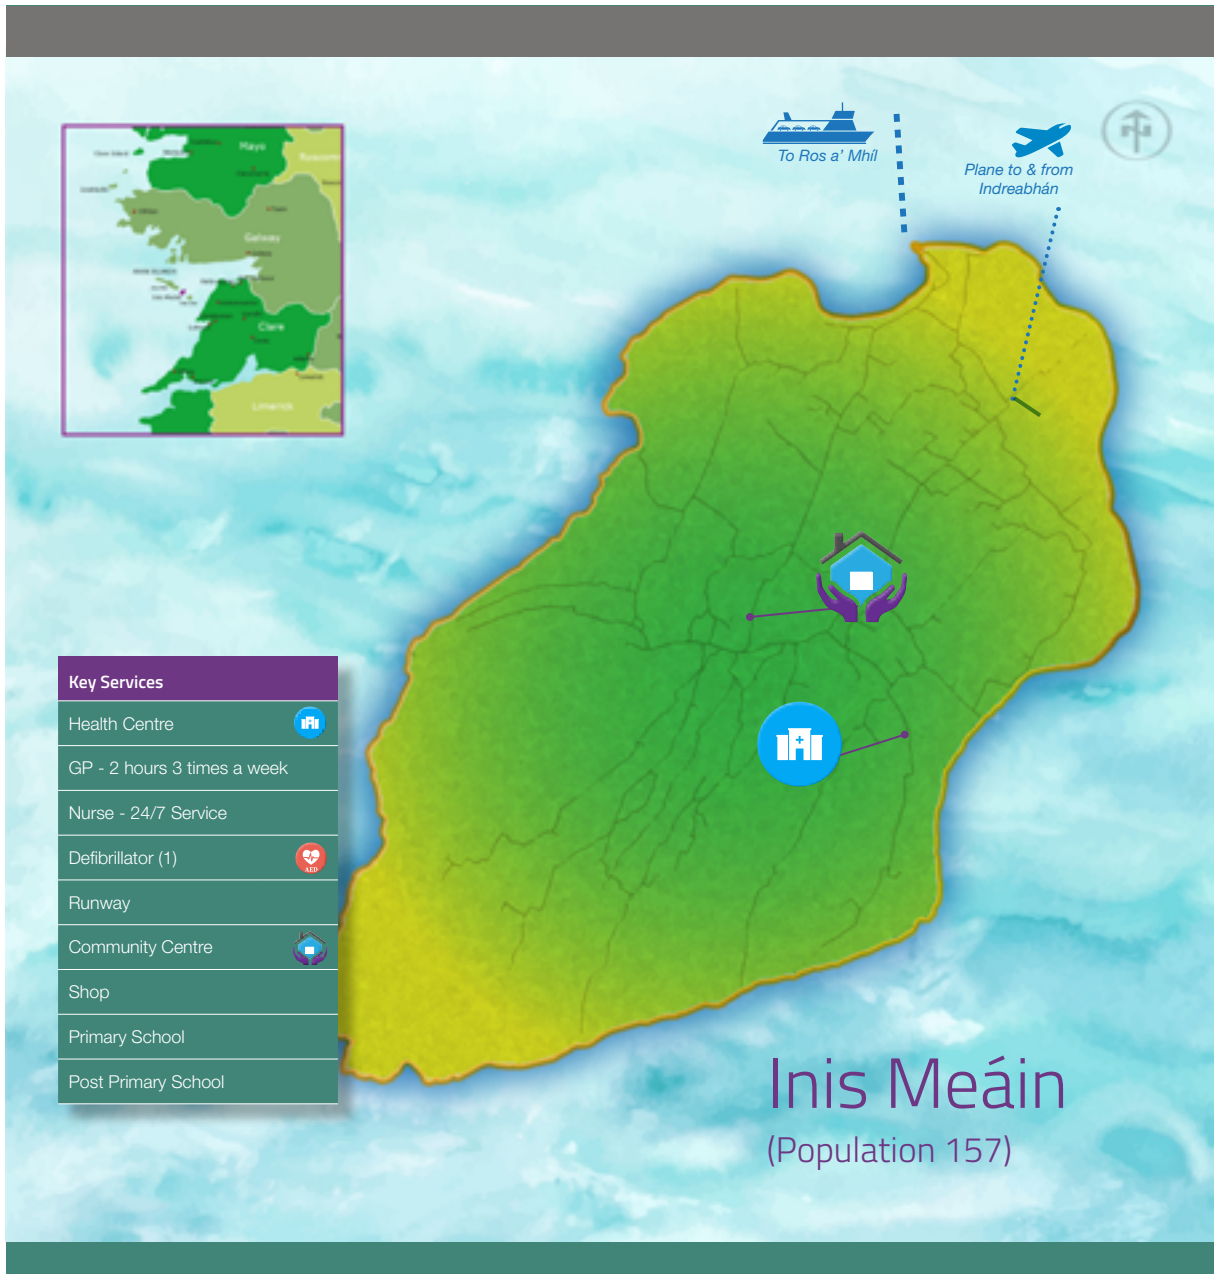 Mayo
Galway
Clare
Limerick
To Ros a' Mhíl
Plane to & from
Indreabhán
Key Services
Health Centre
GP - 2 hours 3 times a week
Nurse - 24/7 Service
Defibrillator (1)
AED
Runway
Community Centre
Shop
Primary School
Post Primary School
Inis Meáin
(Population 157)